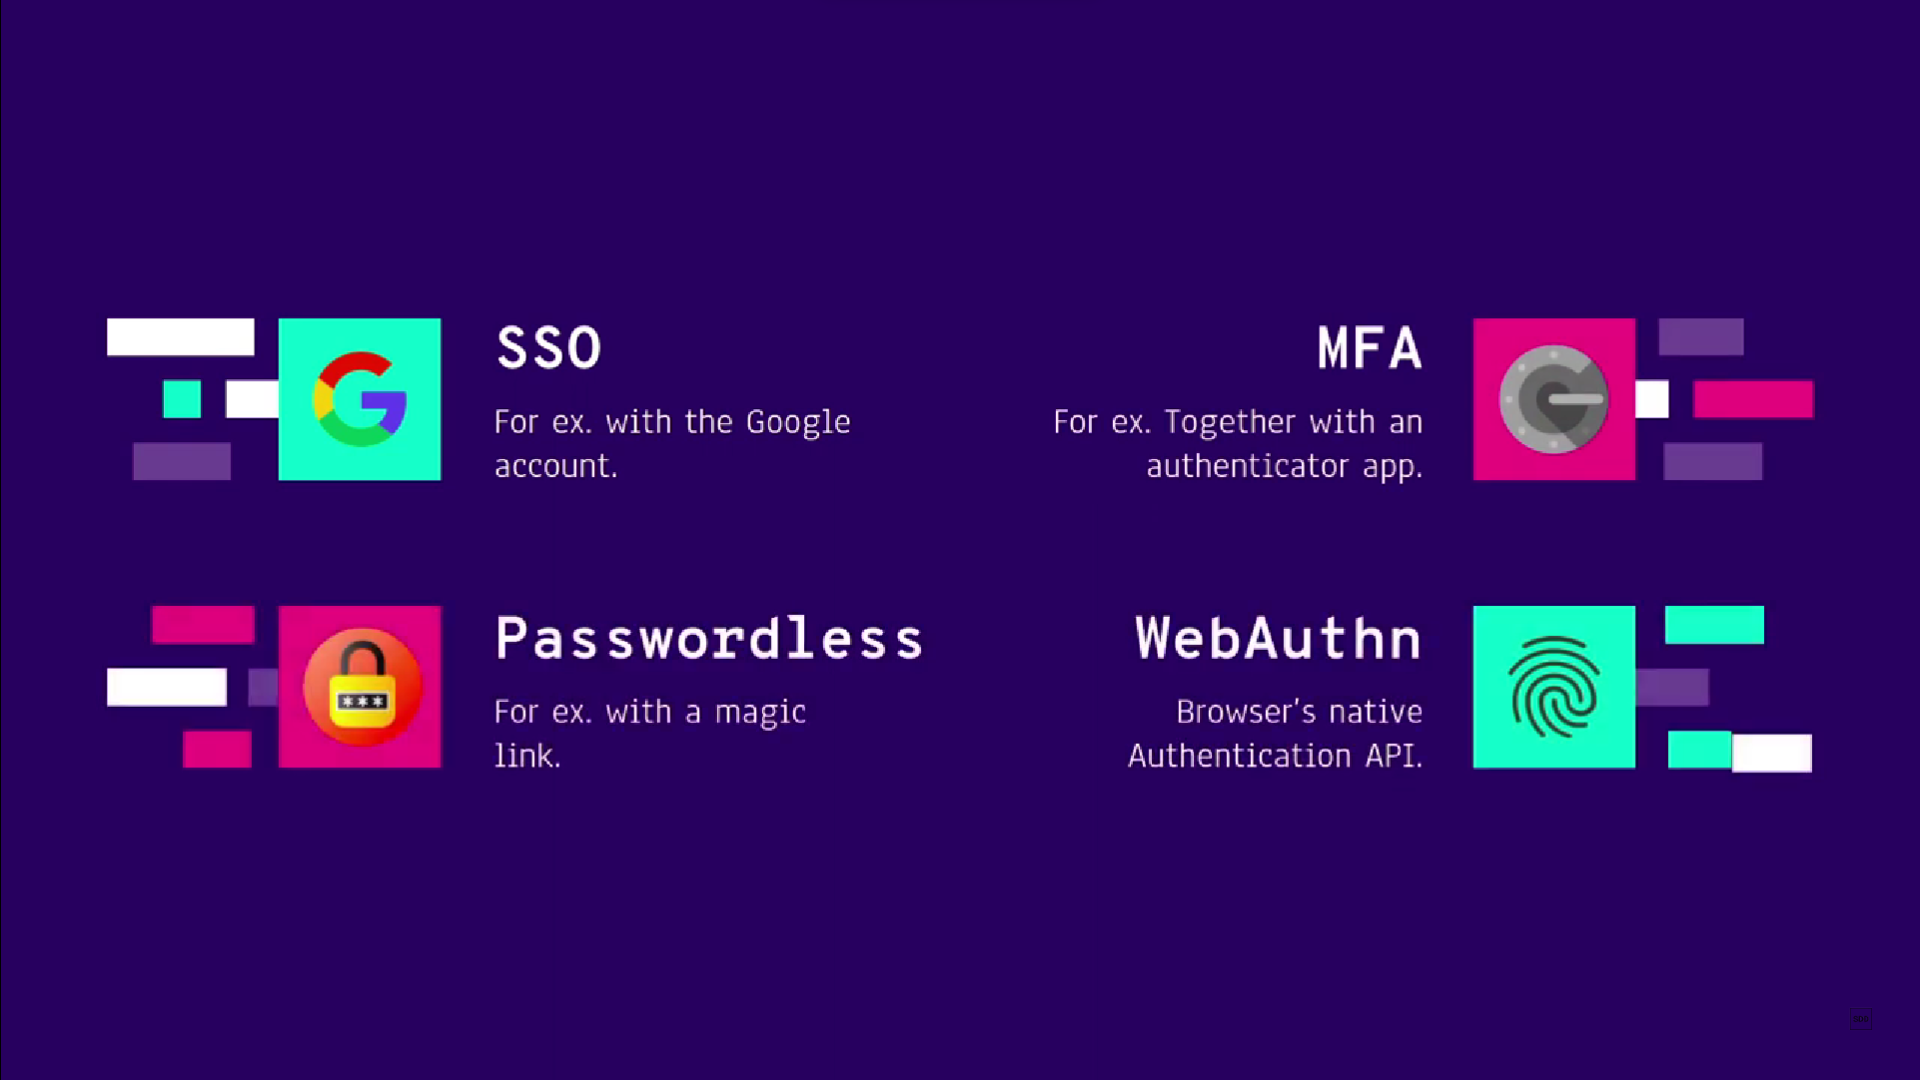 SSO
For ex. with the Google
account.
MFA
For ex. Together with an
authenticator app.
Passwordless
For ex. with a magic
link.
WebAuthn
Browser's native
Authentication API.